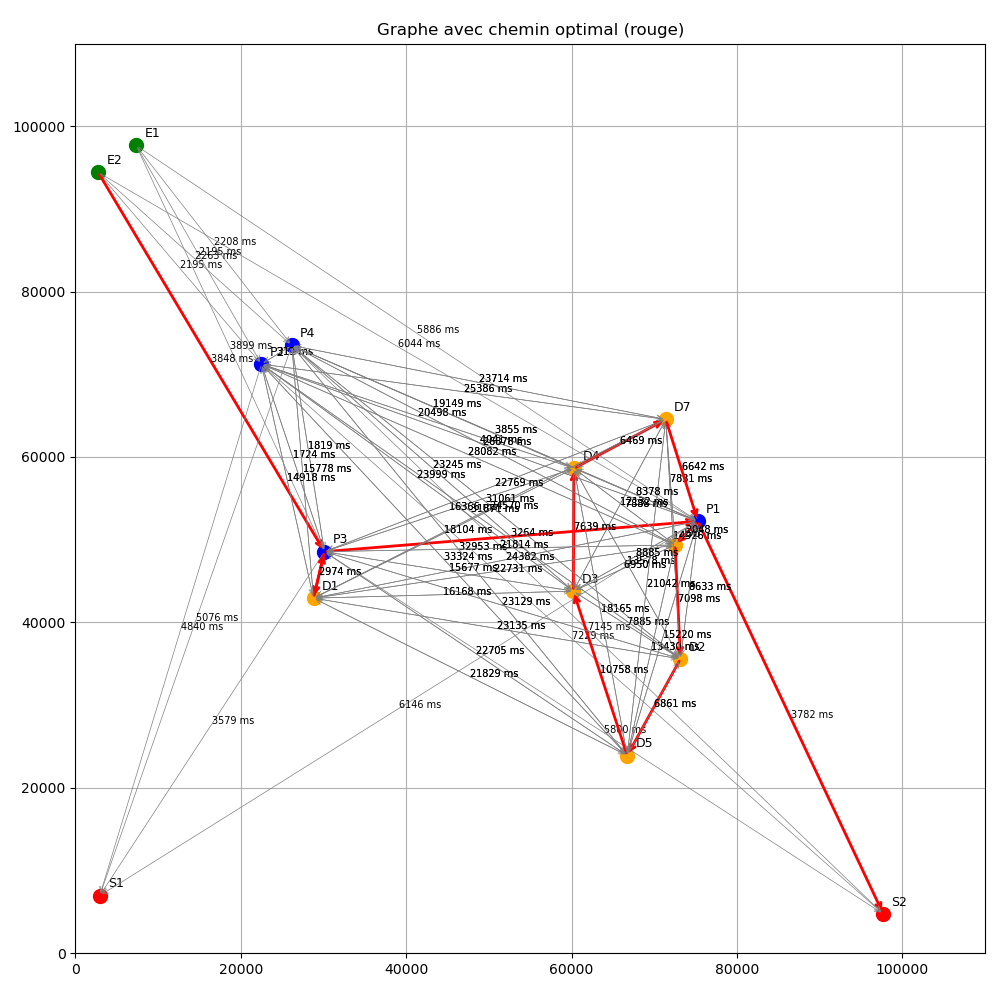 Graphe avec chemin optimal (rouge)
100000
80000
60000
40000
20000
0
0
20000
40000
60000
80000
100000
E1
E2
2208 ms
2195 ms
2263 ms
2195 ms
5886 ms
6044 ms
P4
3899 ms
3848 ms
23714 ms
25386 ms
19149 ms
20498 ms
D7
3855 ms
28082 ms
6469 ms
D4
1819 ms
1724 ms
15778 ms
14918 ms
23245 ms
23999 ms
22769 ms
6642 ms
7831 ms
8378 ms
31061 ms
P1
18104 ms
3264 ms
7639 ms
2048 ms
P3
32953 ms
21814 ms
33324 ms
24382 ms
8885 ms
6950 ms
15677 ms
22731 ms
2974 ms
D1
D3
16168 ms
21042 ms
8633 ms
23129 ms
7098 ms
18165 ms
5076 ms
4840 ms
23135 ms
7145 ms
7885 ms
7229 ms
15220 ms
13430 ms
22705 ms
21829 ms
10758 ms
6146 ms
6861 ms
3579 ms
3782 ms
D5
S1
S2